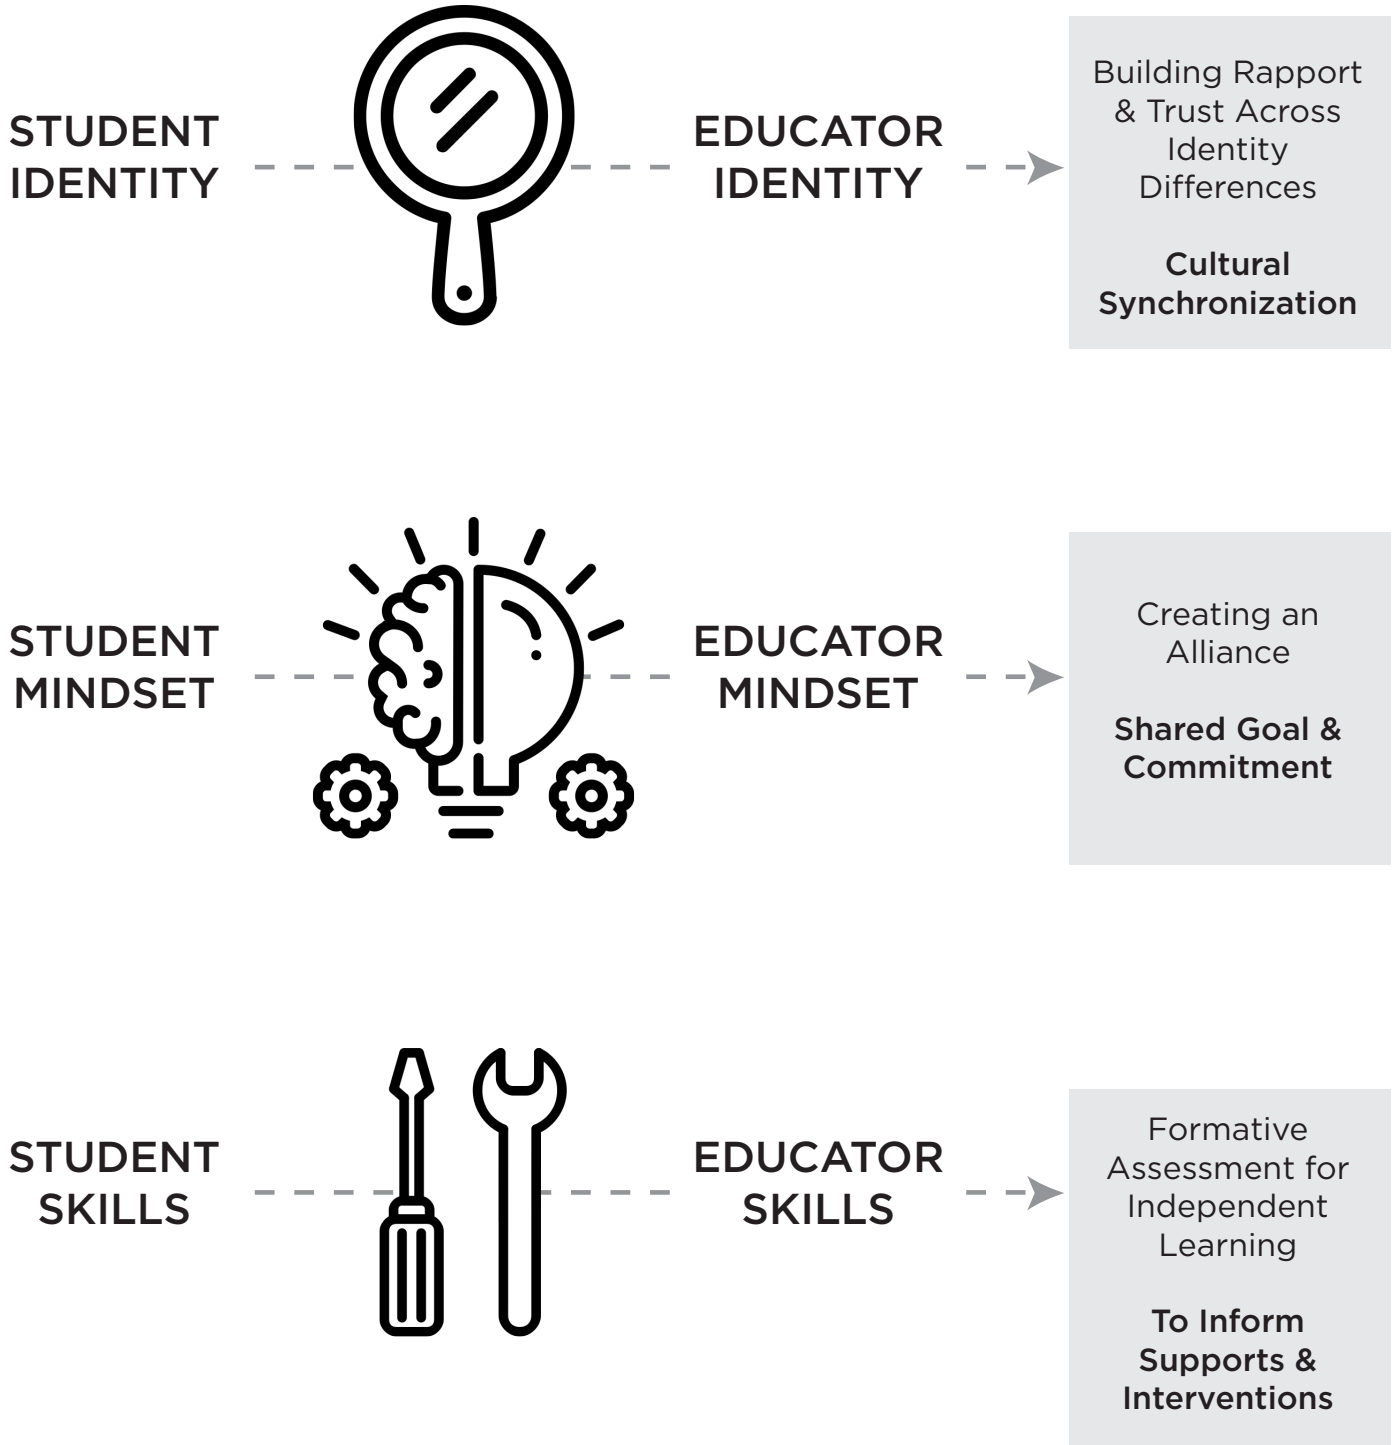 STUDENT
IDENTITY
EDUCATOR
IDENTITY
Building Rapport
& Trust Across
Identity
Differences
Cultural
Synchronization
STUDENT
MINDSET
EDUCATOR
MINDSET
Creating an
Alliance
Shared Goal &
Commitment
STUDENT
SKILLS
EDUCATOR
SKILLS
Formative
Assessment for
Independent
Learning
To Inform
Supports &
Interventions